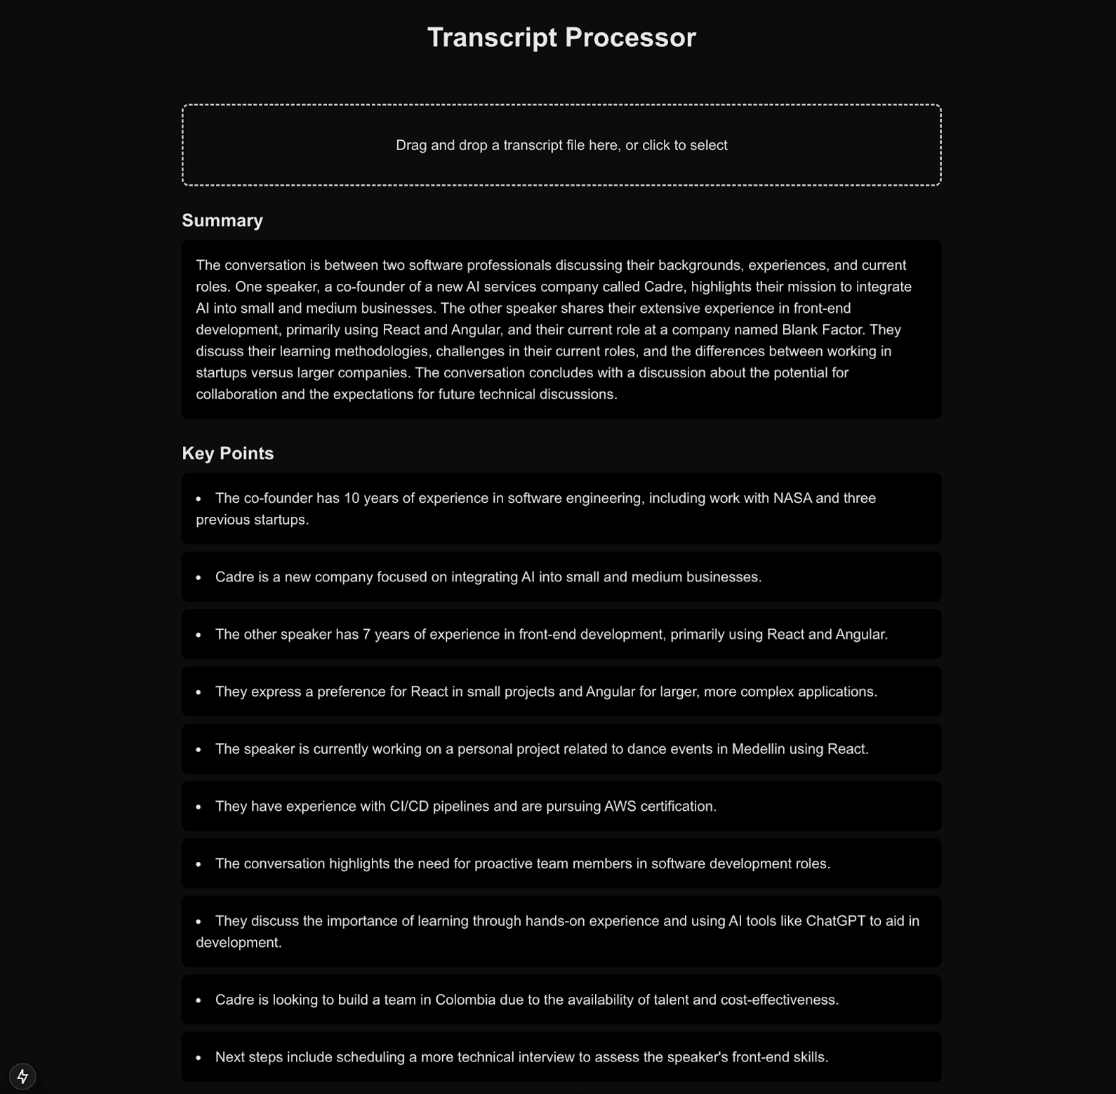 Transcript Processor
Drag and drop a transcript file here, or click to select
Summary
The conversation is between two software professionals discussing their backgrounds, experiences, and current
roles. One speaker, a co-founder of a new AI services company called Cadre, highlights their mission to integrate
AI into small and medium businesses. The other speaker shares their extensive experience in front-end
development, primarily using React and Angular, and their current role at a company named Blank Factor. They
discuss their learning methodologies, challenges in their current roles, and the differences between working in
startups versus larger companies. The conversation concludes with a discussion about the potential for
collaboration and the expectations for future technical discussions.
Key Points
• The co-founder has 10 years of experience in software engineering, including work with NASA and three
previous startups.
• Cadre is a new company focused on integrating AI into small and medium businesses.
• The other speaker has 7 years of experience in front-end development, primarily using React and Angular.
• They express a preference for React in small projects and Angular for larger, more complex applications.
• The speaker is currently working on a personal project related to dance events in Medellin using React.
• They have experience with CI/CD pipelines and are pursuing AWS certification.
• The conversation highlights the need for proactive team members in software development roles.
• They discuss the importance of learning through hands-on experience and using AI tools like ChatGPT to aid in
development.
• Cadre is looking to build a team in Colombia due to the availability of talent and cost-effectiveness.
• Next steps include scheduling a more technical interview to assess the speaker's front-end skills.